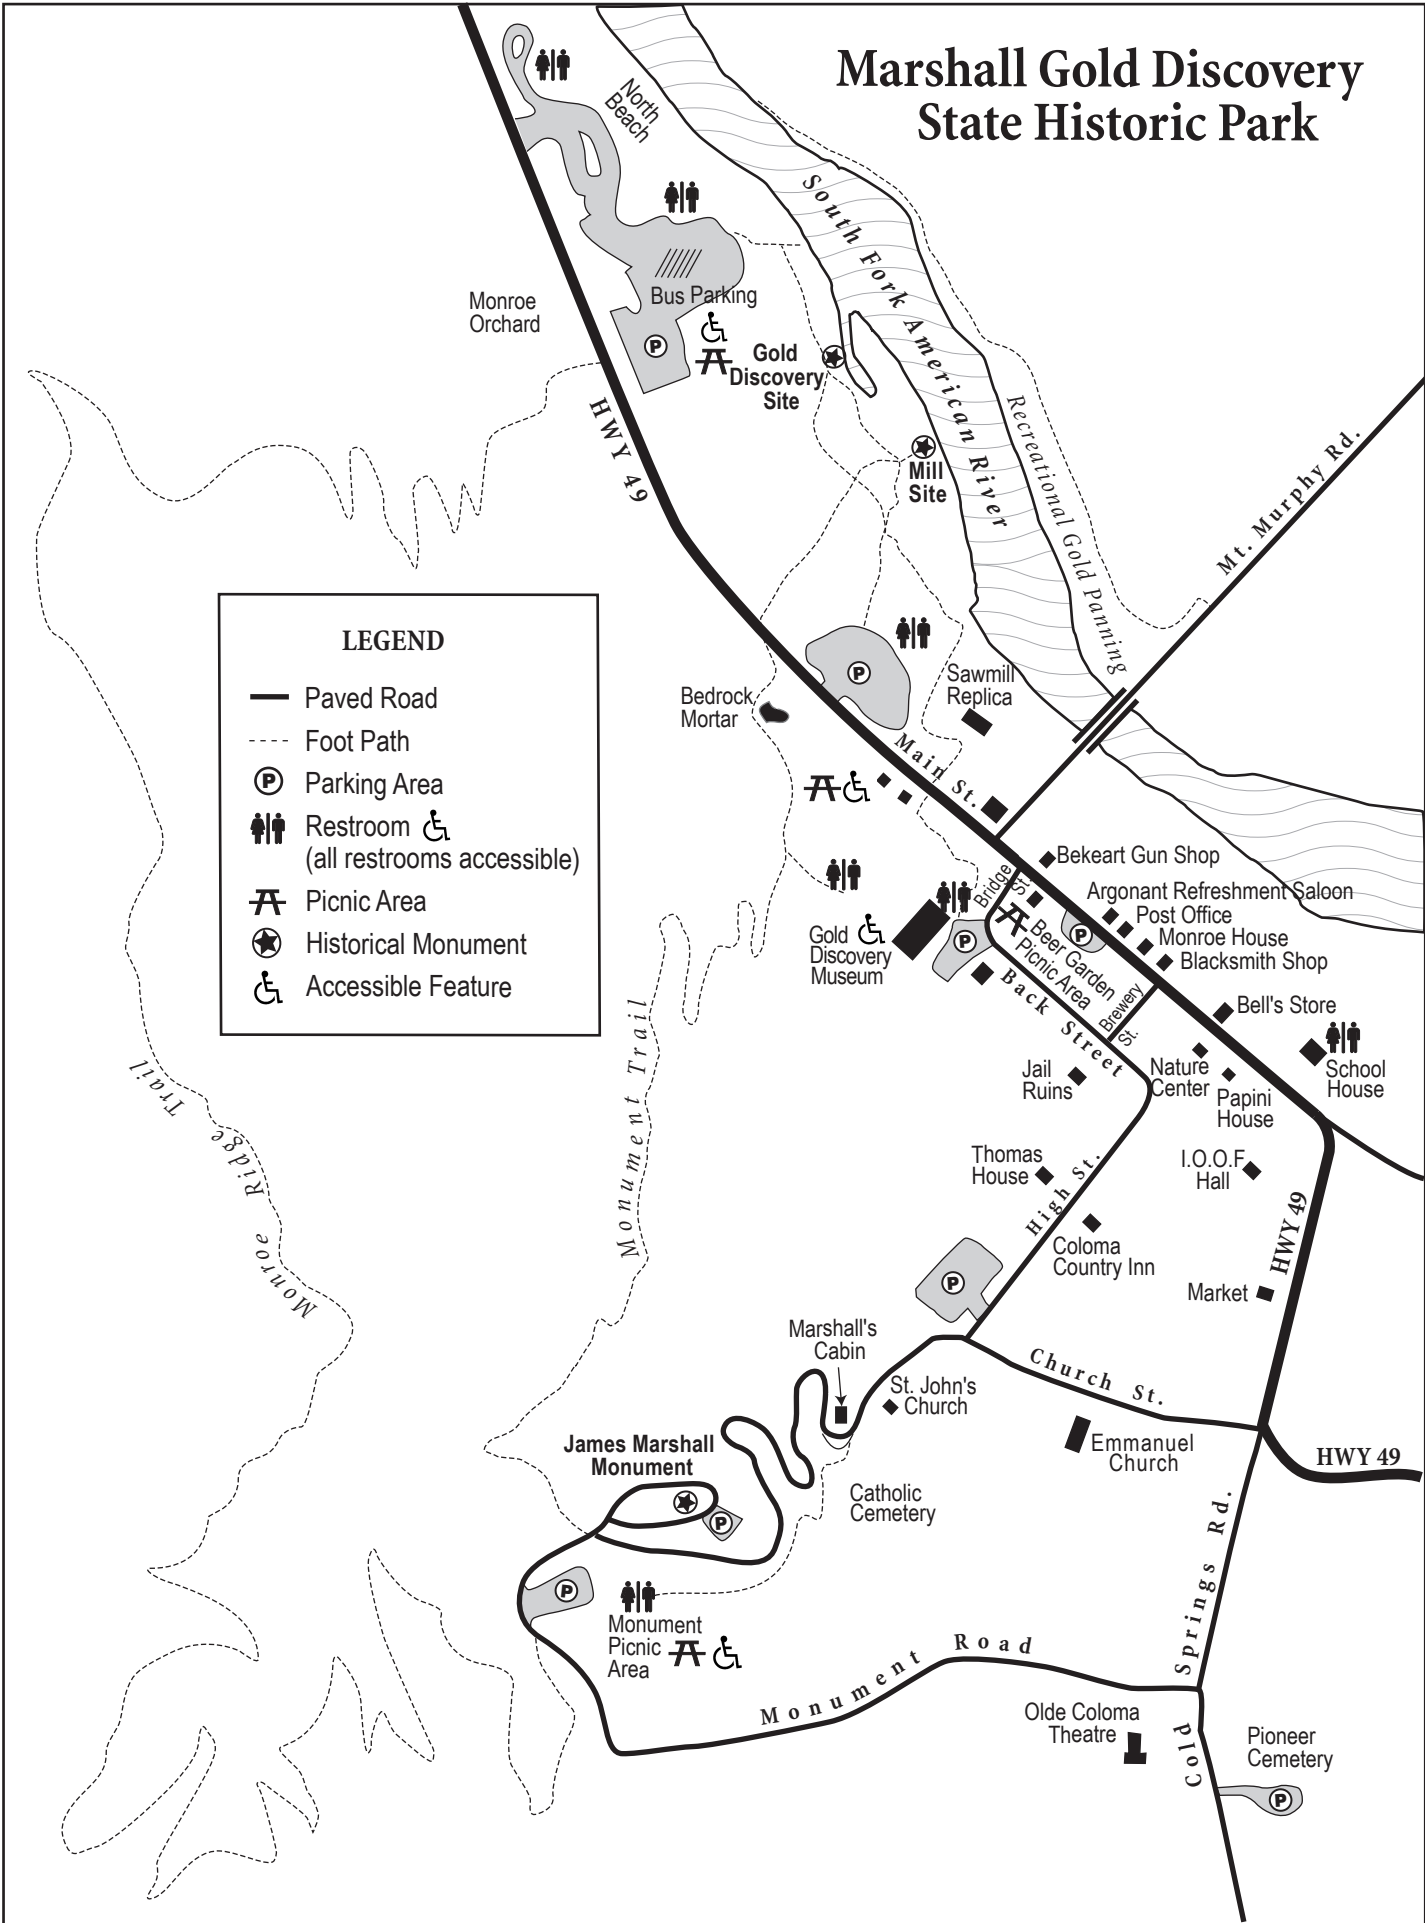 Marshall Gold Discovery
State Historic Park
North
Beach
South Fork American River
Bus Parking
Monroe
Orchard
P
Gold
Discovery
Site
HWY 49
Recreational Gold Panning
Mt. Murphy Rd.
Mill
Site
LEGEND
Paved Road
Foot Path
P
Parking Area
Restroom
(all restrooms accessible)
Picnic Area
Historical Monument
Accessible Feature
P
Sawmill
Replica
Bedrock
Mortar
Main St.
Bekeart Gun Shop
Bridge
St.
Argonant Refreshment Saloon
Post Office
Monroe House
Blacksmith Shop
P
P
Beer Garden
Picnic Area
Gold
Discovery
Museum
Back Street
Brewery
St.
Bell's Store
School
House
Nature
Center
Papini
House
Jail
Ruins
Monument Trail
Monroe Ridge Trail
Thomas
House
High St.
I.O.O.F
Hall
HWY 49
Coloma
Country Inn
P
Market
Marshall's
Cabin
St. John's
Church
Church St.
Emmanuel
Church
HWY 49
James Marshall
Monument
P
Catholic
Cemetery
P
Monument
Picnic
Area
Monument Road
Cold Springs Rd.
Olde Coloma
Theatre
Pioneer
Cemetery
P